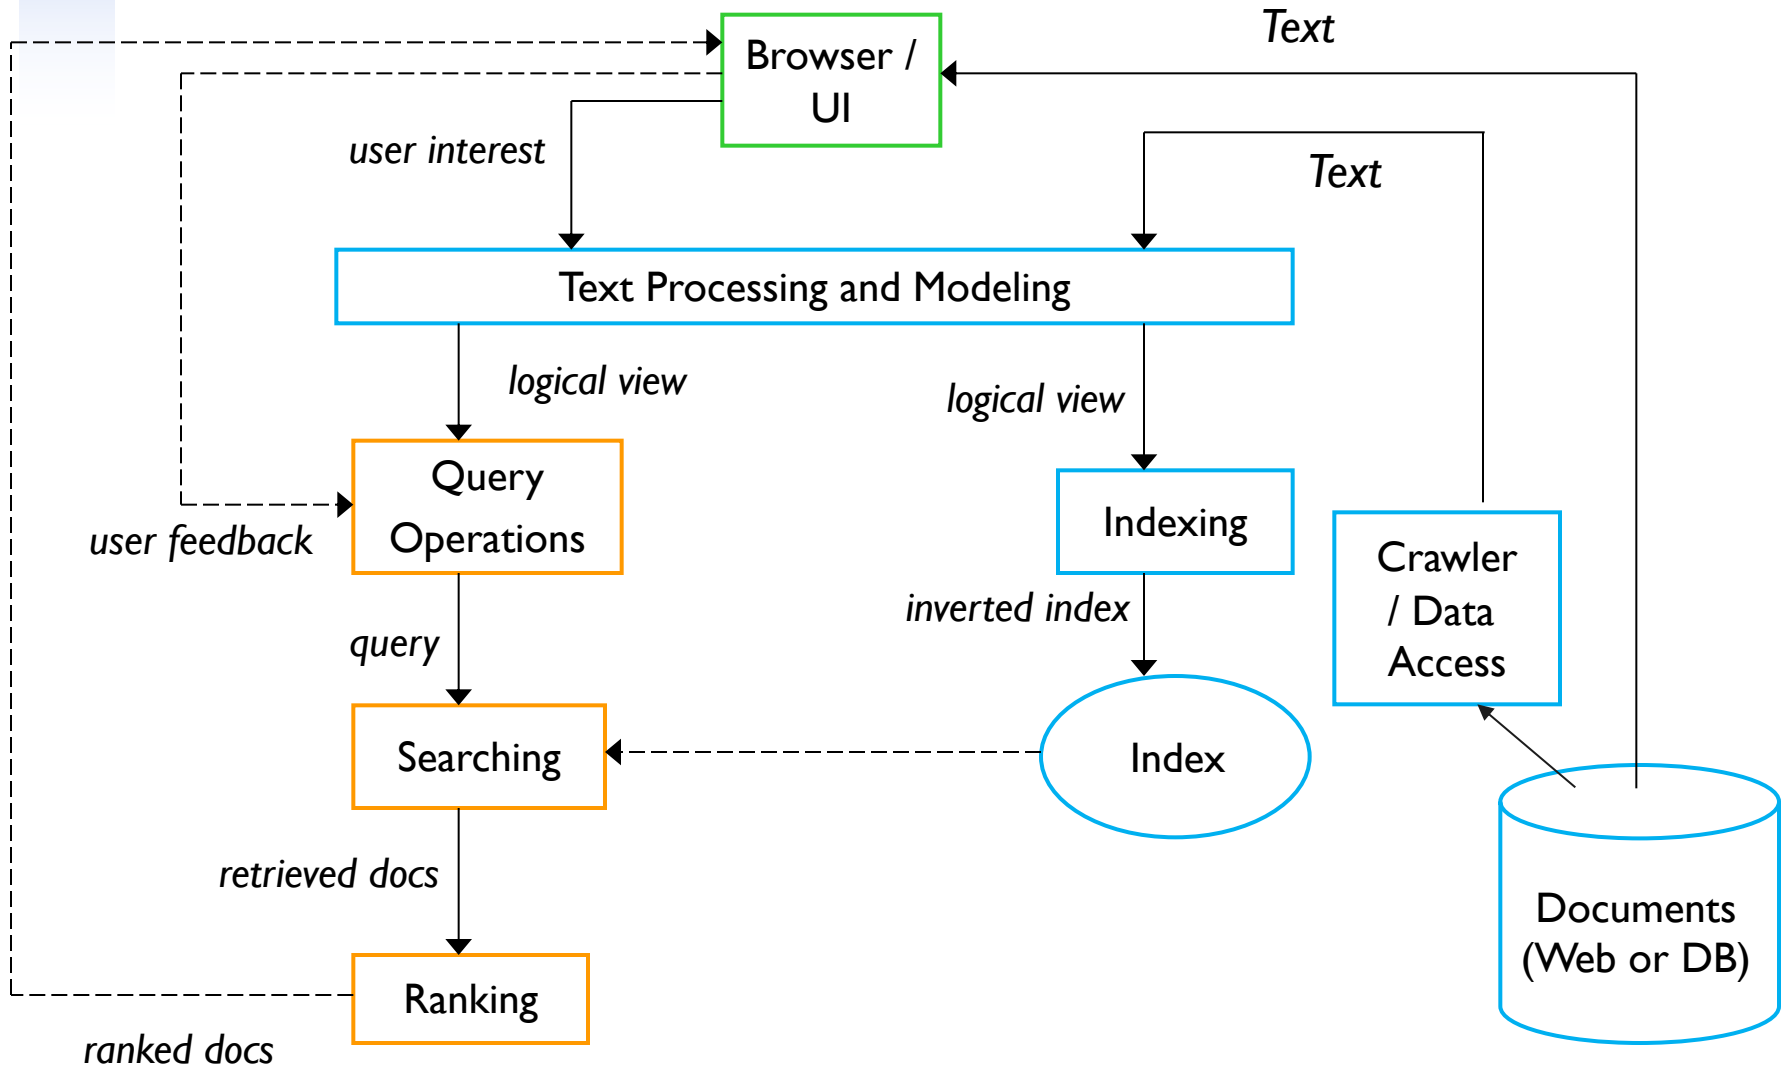 Text
Browser /
UI
user interest
Text
Text Processing and Modeling
logical view
logical view
Query
Operations
Indexing
user feedback
Crawler
/ Data
Access
inverted index
query
Searching
Index
retrieved docs
Documents
(Web or DB)
Ranking
ranked docs